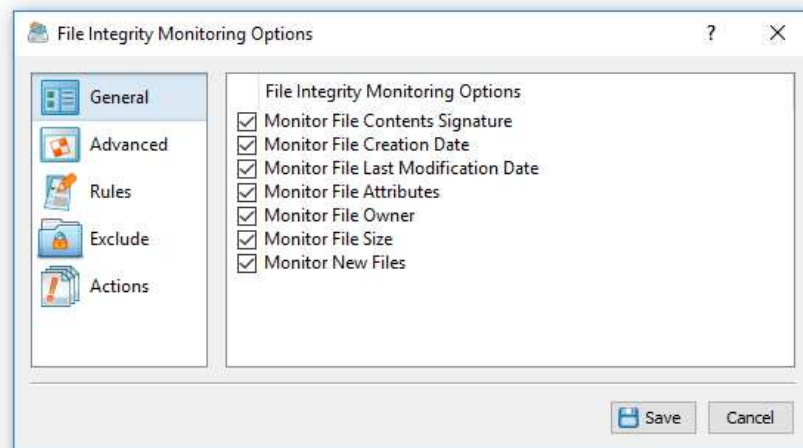 File Integrity Monitoring Options
?
General
Advanced
Rules
Exclude
Actions
File Integrity Monitoring Options
Monitor File Contents Signature
Monitor File Creation Date
Monitor File Last Modification Date
Monitor File Attributes
Monitor File Owner
Monitor File Size
Monitor New Files
Save
Cancel